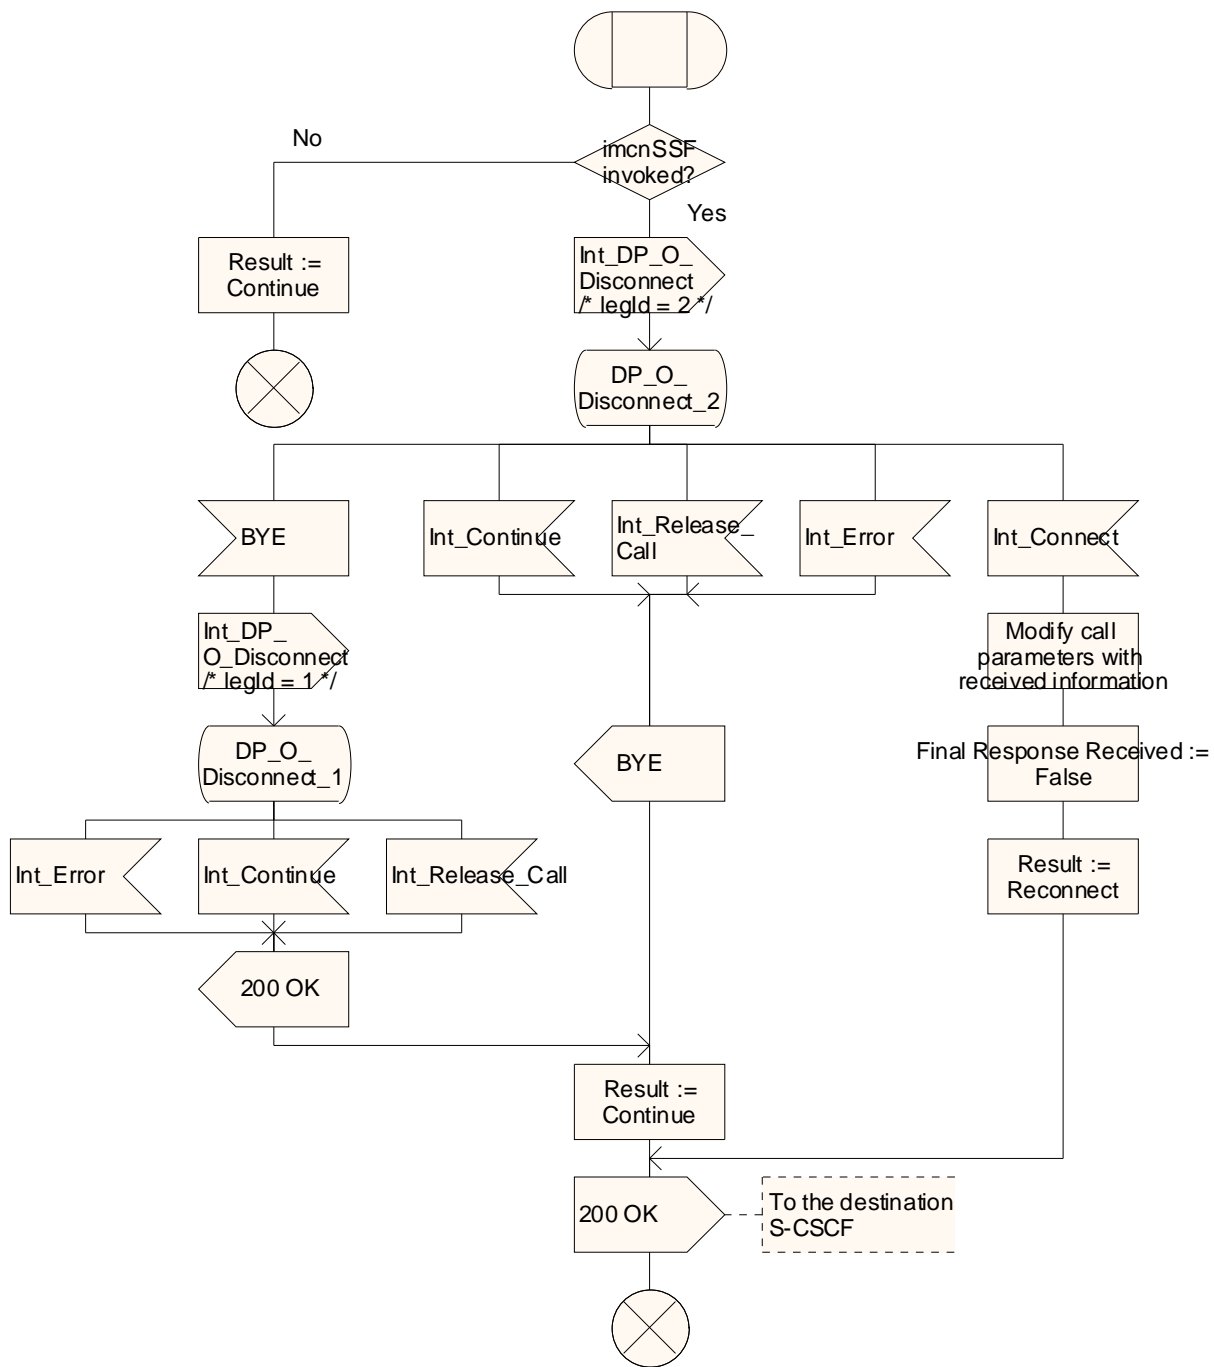 No
imcnSSF
invoked?
Yes
Result :=
Continue
Int_DP_O_
Disconnect
/* legId = 2 */
DP_O_
Disconnect_2
BYE
Int_Continue
Int_Release_
Call
Int_Error
Int_Connect
Int_DP_
O_Disconnect
/* legId = 1 */
Modify call
parameters with
received information
DP_O_
Disconnect_1
BYE
Final Response Received :=
False
Int_Error
Int_Continue
Int_Release_Call
Result :=
Reconnect
200 OK
Result :=
Continue
200 OK
To the destination
S-CSCF